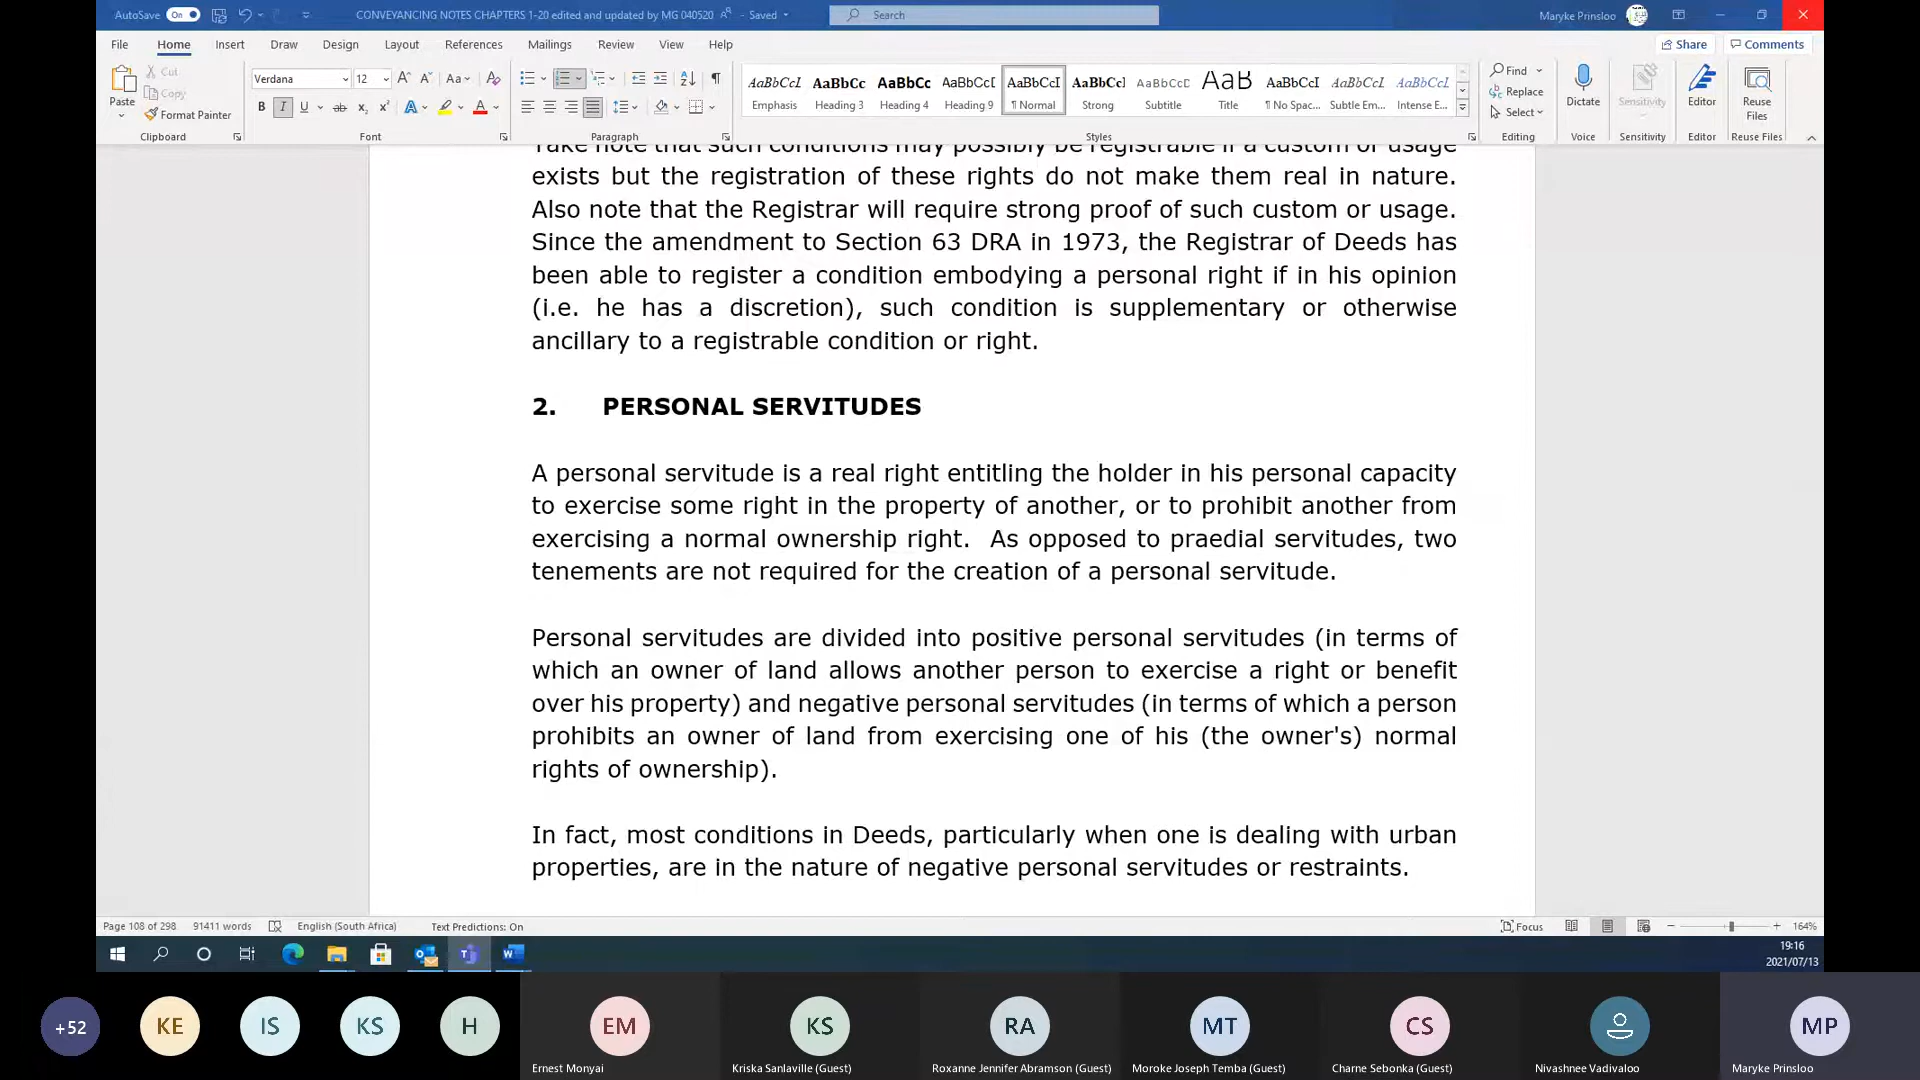 AutoSave On CONVEYANCING NOTES CHAPTERS 1-20 edited and updated by MG 040520 - Saved Search Maryke Prinsloo
File Home Insert Draw Design Layout References Mailings Review View Help Share Comments
Cut
Copy
Format Painter
Paste
Clipboard
Verdana 12
Font
Paragraph
AaBbCcI AaBbCc AaBbCc AaBbCcI AaBbCcI AaBbCcI AaBbCcD AaB AaBbCcI AaBbCcI AaBbCcI
Emphasis Heading 3 Heading 4 Heading 9 ¶ Normal Strong Subtitle Title ¶ No Spac... Subtle Em... Intense E...
Styles
Find
Replace
Select
Editing
Dictate
Voice
Sensitivity
Sensitivity
Editor
Editor
Reuse Files
Reuse Files
Take note that such conditions may possibly be registrable if a custom or usage
exists but the registration of these rights do not make them real in nature.
Also note that the Registrar will require strong proof of such custom or usage.
Since the amendment to Section 63 DRA in 1973, the Registrar of Deeds has
been able to register a condition embodying a personal right if in his opinion
(i.e. he has a discretion), such condition is supplementary or otherwise
ancillary to a registrable condition or right.
2. PERSONAL SERVITUDES
A personal servitude is a real right entitling the holder in his personal capacity
to exercise some right in the property of another, or to prohibit another from
exercising a normal ownership right. As opposed to praedial servitudes, two
tenements are not required for the creation of a personal servitude.
Personal servitudes are divided into positive personal servitudes (in terms of
which an owner of land allows another person to exercise a right or benefit
over his property) and negative personal servitudes (in terms of which a person
prohibits an owner of land from exercising one of his (the owner's) normal
rights of ownership).
In fact, most conditions in Deeds, particularly when one is dealing with urban
properties, are in the nature of negative personal servitudes or restraints.
Page 108 of 298 91411 words English (South Africa) Text Predictions: On Focus 164%
19:16
2021/07/13
+52 KE IS KS H EM KS RA MT CS MP
Ernest Monyai Kriska Sanlaville (Guest) Roxanne Jennifer Abramson (Guest) Moroke Joseph Temba (Guest) Charne Sebonka (Guest) Nivashnee Vadivaloo Maryke Prinsloo